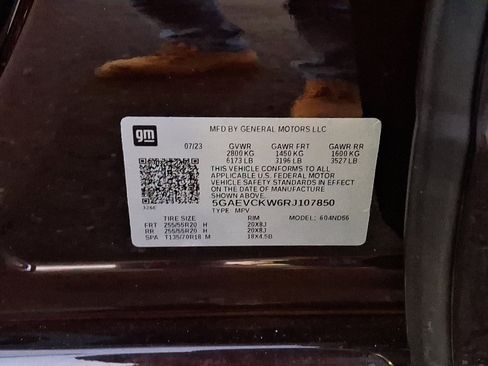 gm
MFD BY GENERAL MOTORS LLC
07/23 GVWR GAWR FRT GAWR RR
2800 KG 1450 KG 1600 KG
6173 LB 3196 LB 3527 LB
THIS VEHICLE CONFORMS TO ALL
APPLICABLE U.S. FEDERAL MOTOR
VEHICLE SAFETY STANDARDS IN EFFECT
ON THE DATE OF MANUFACTURE
SHOWN ABOVE.
5GAEVCKW6RJ107850
TYPE: MPV
TIRE SIZE RIM MODEL: 604ND56
FRT 255/55R20 H 20X8J
RR 255/55R20 H 20X8J
SPA T135/70R18 M 18X4.5B